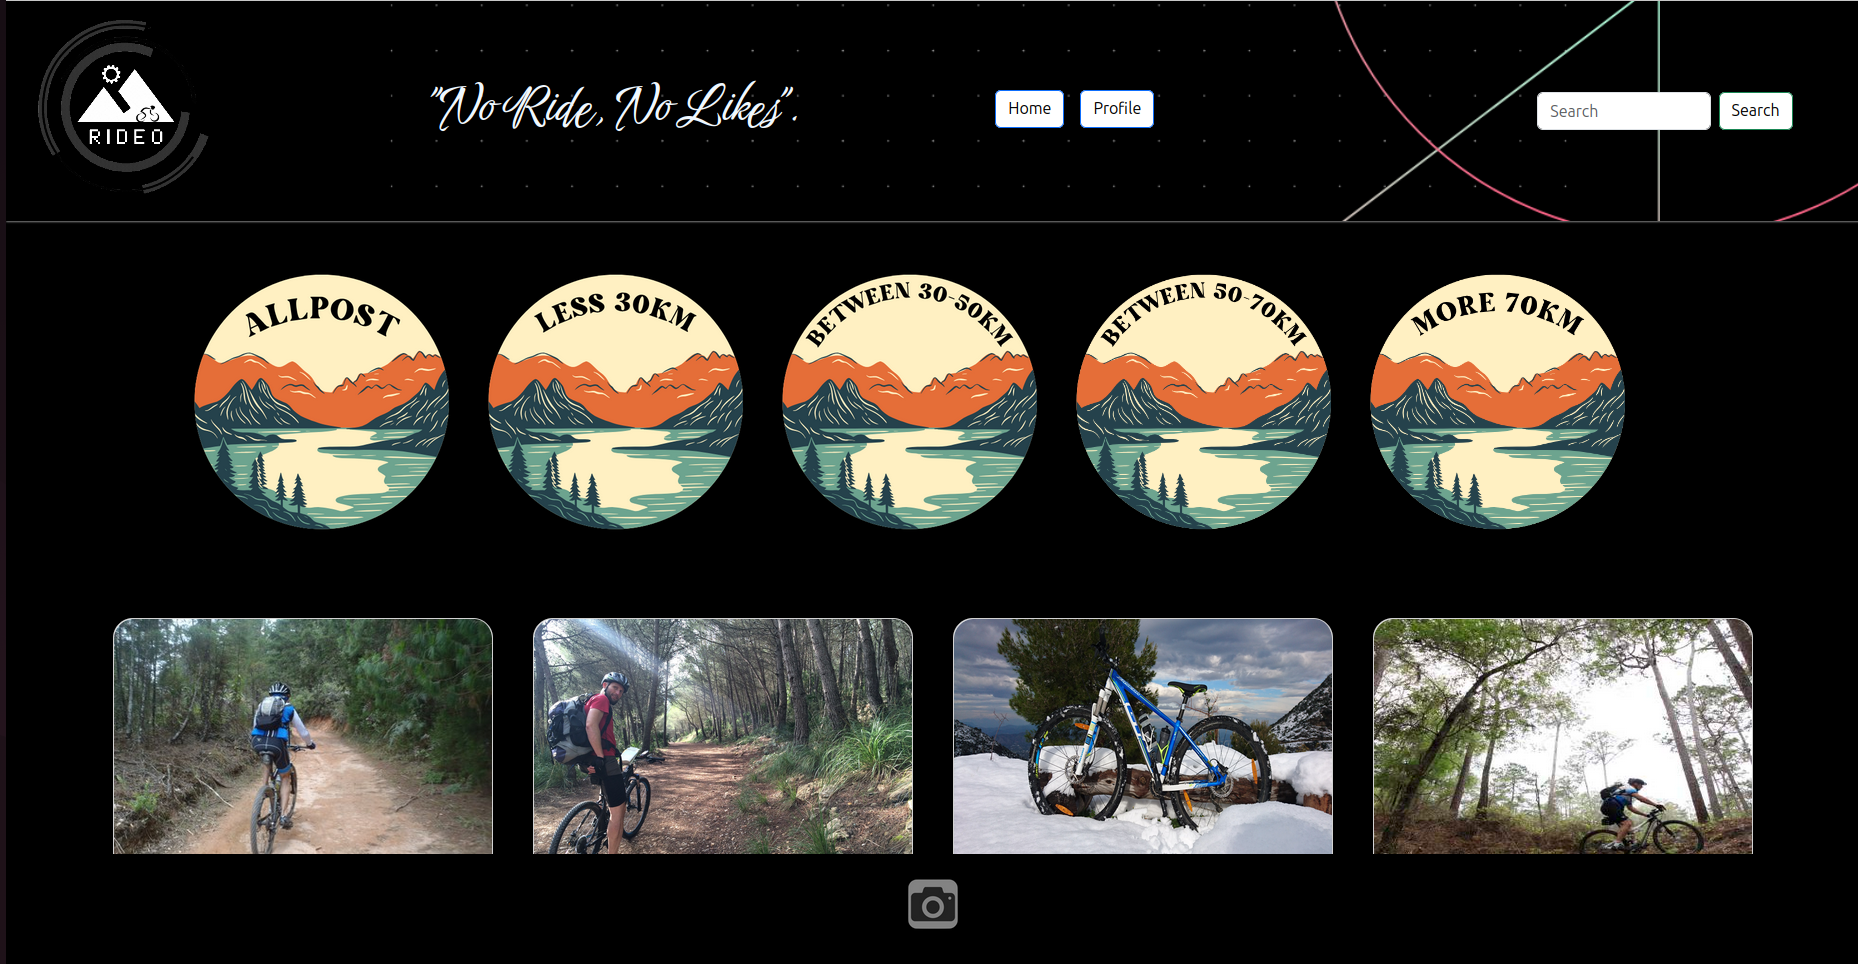 RIDEO
"No Ride, No Likes".
Home
Profile
Search
Search
ALLPOST
LESS 30KM
BETWEEN 30-50KM
BETWEEN 50-70KM
MORE 70KM